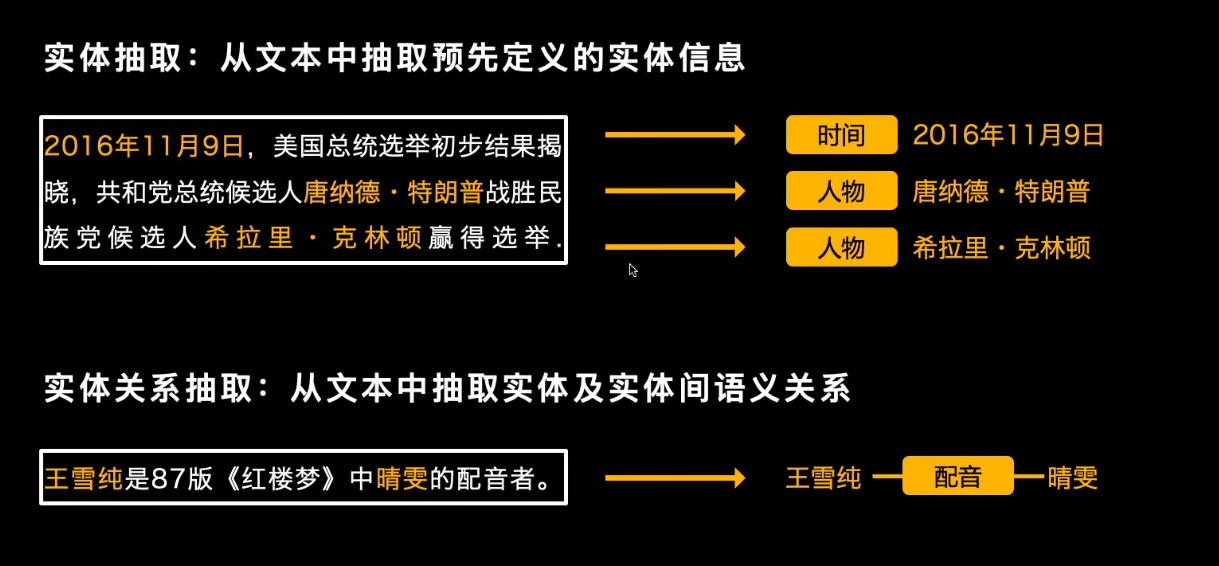 实体抽取：从文本中抽取预先定义的实体信息
2016年11月9日，美国总统选举初步结果揭
晓，共和党总统候选人唐纳德·特朗普战胜民
族党候选人希拉里·克林顿赢得选举.
时间 2016年11月9日
人物 唐纳德·特朗普
人物 希拉里·克林顿
实体关系抽取：从文本中抽取实体及实体间语义关系
王雪纯是87版《红楼梦》中晴雯的配音者。
王雪纯 配音 晴雯